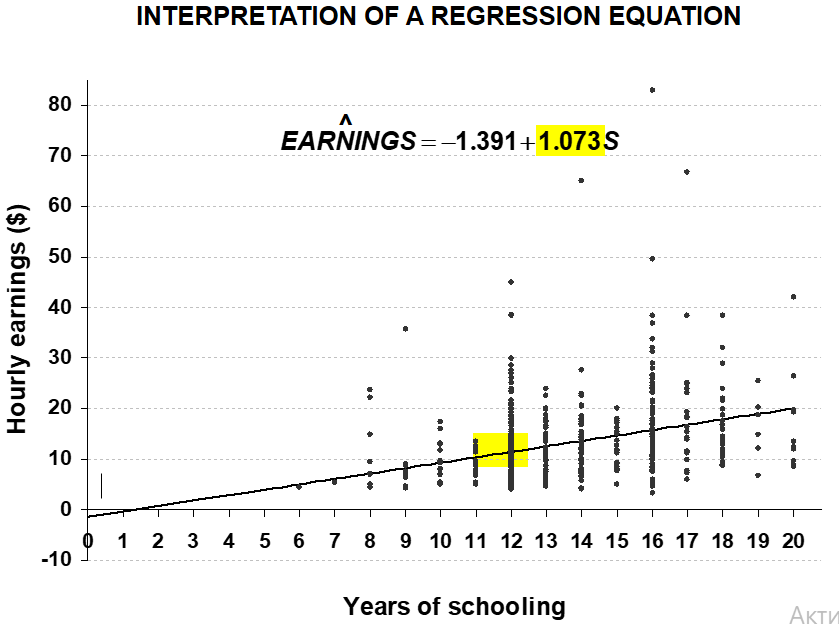 INTERPRETATION OF A REGRESSION EQUATION
80
^
EARNINGS = −1.391 + 1.073 S
70
60
50
40
30
20
10
0
-10
0 1 2 3 4 5 6 7 8 9 10 11 12 13 14 15 16 17 18 19 20
Hourly earnings ($)
Years of schooling
Акти